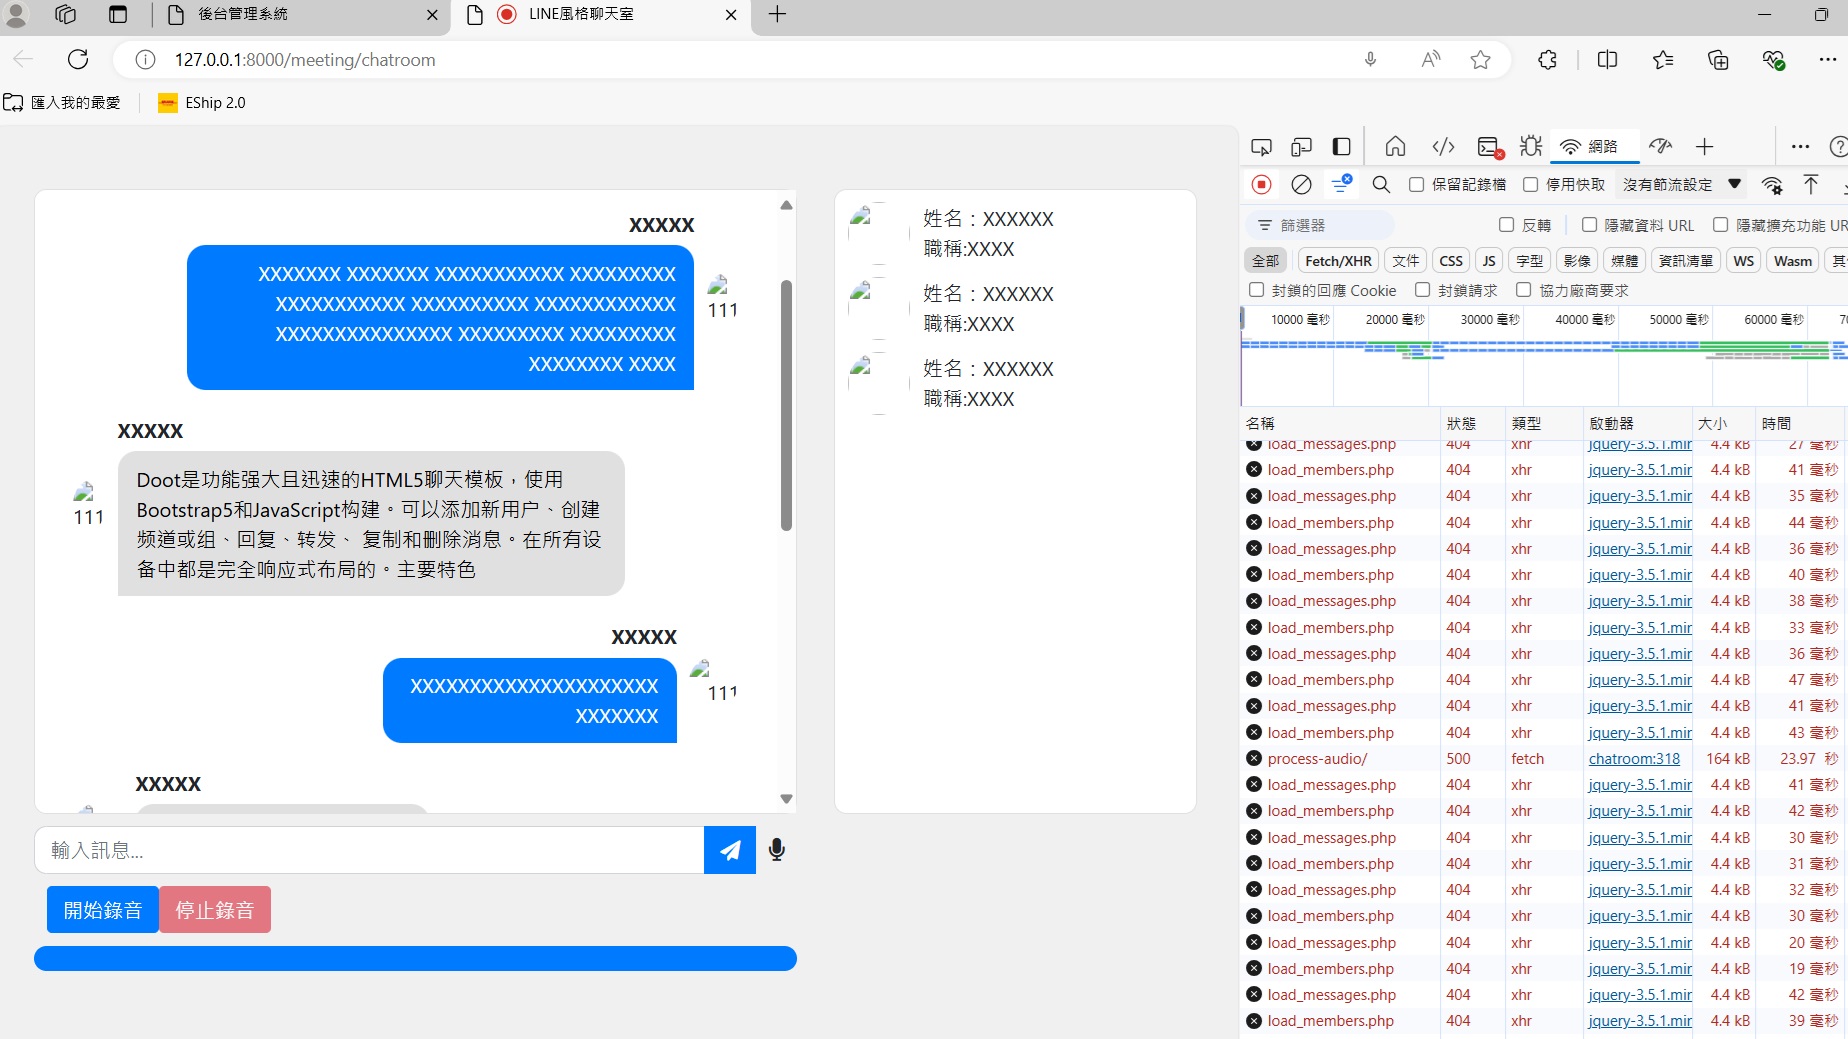 後台管理系統
LINE風格聊天室
127.0.0.1:8000/meeting/chatroom
匯入我的最愛
EShip 2.0
XXXXX
XXXXXXX XXXXXXX XXXXXXXXXXX XXXXXXXXX
XXXXXXXXXXX XXXXXXXXXX XXXXXXXXXXXX
XXXXXXXXXXXXXXX XXXXXXXXX XXXXXXXXX
XXXXXXXX XXXX
111
XXXXX
Doot是功能强大且迅速的HTML5聊天模板，使用
Bootstrap5和JavaScript构建。可以添加新用户、创建
频道或组、回复、转发、 复制和删除消息。在所有设
备中都是完全响应式布局的。主要特色
111
XXXXX
XXXXXXXXXXXXXXXXXXXXX
XXXXXXX
111
XXXXX
輸入訊息...
開始錄音
停止錄音
姓名：XXXXXX
職稱:XXXX
姓名：XXXXXX
職稱:XXXX
姓名：XXXXXX
職稱:XXXX
網路
保留記錄檔 停用快取 沒有節流設定
篩選器 反轉 隱藏資料 URL 隱藏擴充功能 UR
全部 Fetch/XHR 文件 CSS JS 字型 影像 媒體 資訊清單 WS Wasm 其
封鎖的回應 Cookie 封鎖請求 協力廠商要求
10000 毫秒 20000 毫秒 30000 毫秒 40000 毫秒 50000 毫秒 60000 毫秒 70
名稱 狀態 類型 啟動器 大小 時間
load_messages.php 404 xhr jquery-3.5.1.mir 4.4 kB 27 毫秒
load_members.php 404 xhr jquery-3.5.1.mir 4.4 kB 41 毫秒
load_messages.php 404 xhr jquery-3.5.1.mir 4.4 kB 35 毫秒
load_members.php 404 xhr jquery-3.5.1.mir 4.4 kB 44 毫秒
load_messages.php 404 xhr jquery-3.5.1.mir 4.4 kB 36 毫秒
load_members.php 404 xhr jquery-3.5.1.mir 4.4 kB 40 毫秒
load_messages.php 404 xhr jquery-3.5.1.mir 4.4 kB 38 毫秒
load_members.php 404 xhr jquery-3.5.1.mir 4.4 kB 33 毫秒
load_messages.php 404 xhr jquery-3.5.1.mir 4.4 kB 36 毫秒
load_members.php 404 xhr jquery-3.5.1.mir 4.4 kB 47 毫秒
load_messages.php 404 xhr jquery-3.5.1.mir 4.4 kB 41 毫秒
load_members.php 404 xhr jquery-3.5.1.mir 4.4 kB 43 毫秒
process-audio/ 500 fetch chatroom:318 164 kB 23.97 秒
load_messages.php 404 xhr jquery-3.5.1.mir 4.4 kB 41 毫秒
load_members.php 404 xhr jquery-3.5.1.mir 4.4 kB 42 毫秒
load_messages.php 404 xhr jquery-3.5.1.mir 4.4 kB 30 毫秒
load_members.php 404 xhr jquery-3.5.1.mir 4.4 kB 31 毫秒
load_messages.php 404 xhr jquery-3.5.1.mir 4.4 kB 32 毫秒
load_members.php 404 xhr jquery-3.5.1.mir 4.4 kB 30 毫秒
load_messages.php 404 xhr jquery-3.5.1.mir 4.4 kB 20 毫秒
load_members.php 404 xhr jquery-3.5.1.mir 4.4 kB 19 毫秒
load_messages.php 404 xhr jquery-3.5.1.mir 4.4 kB 42 毫秒
load_members.php 404 xhr jquery-3.5.1.mir 4.4 kB 39 毫秒